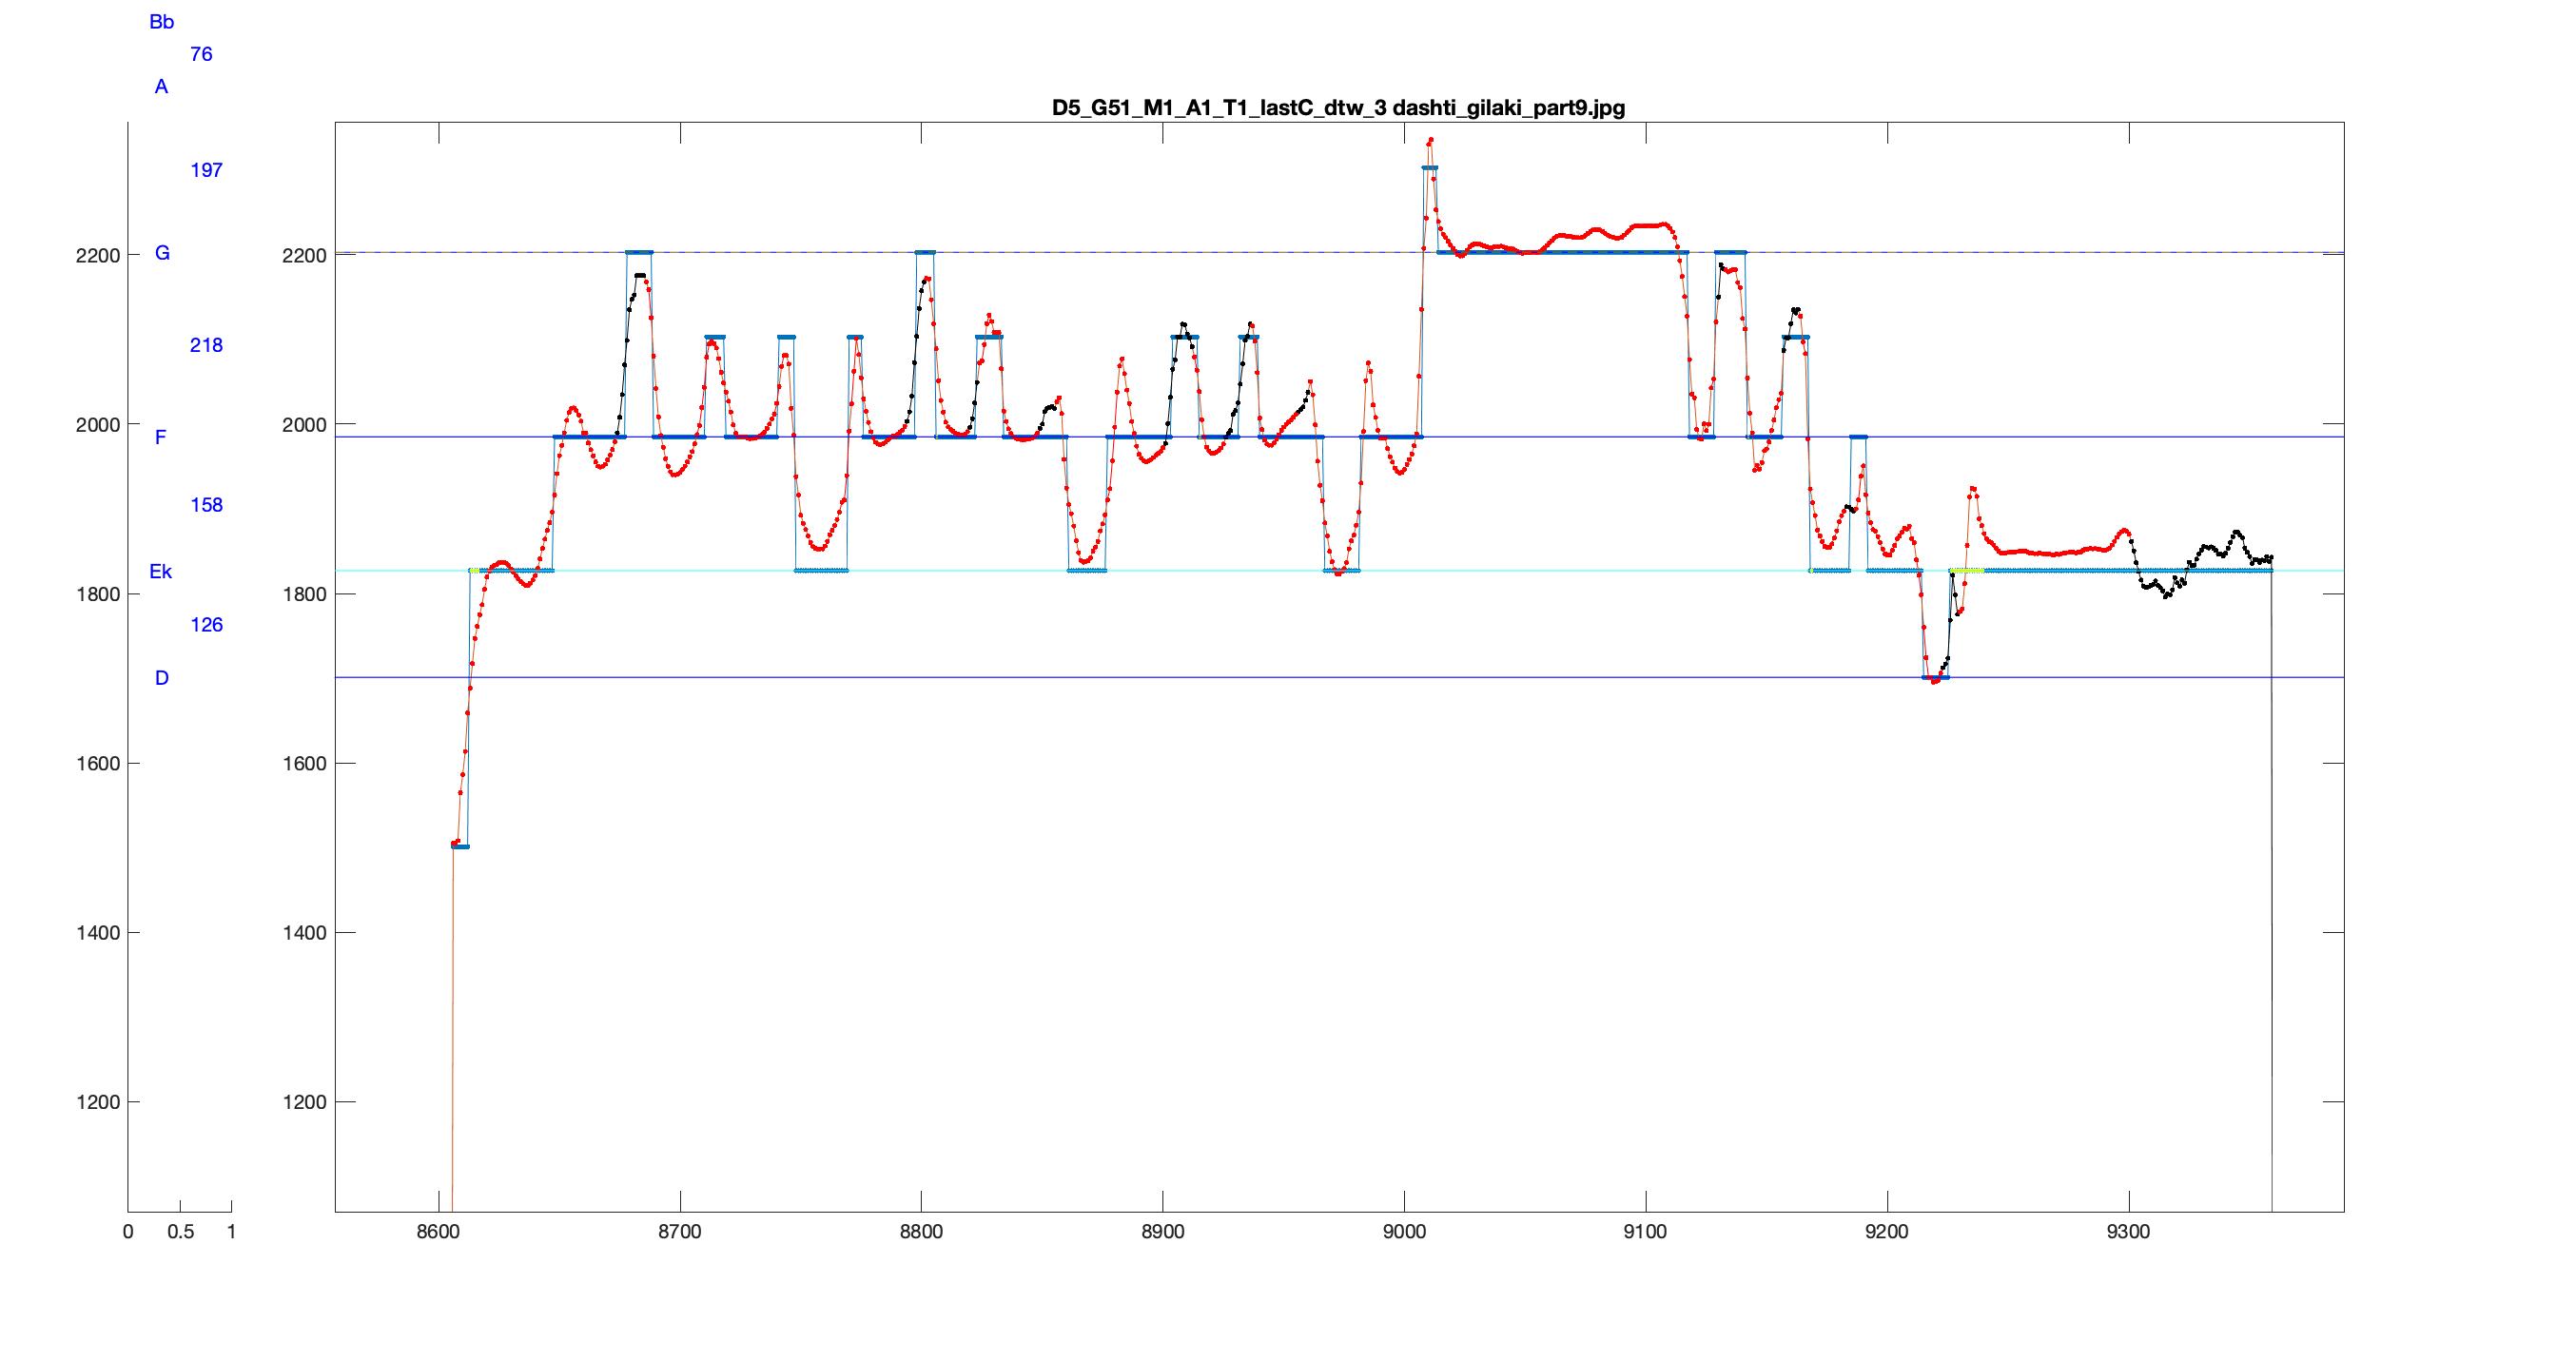 Bb
76
A
D5_G51_M1_A1_T1_lastC_dtw_3 dashti_gilaki_part9.jpg
197
2200 G 2200
218
2000 F 2000
158
Ek
1800 1800
126
D
1600 1600
1400 1400
1200 1200
0 0.5 1 8600 8700 8800 8900 9000 9100 9200 9300